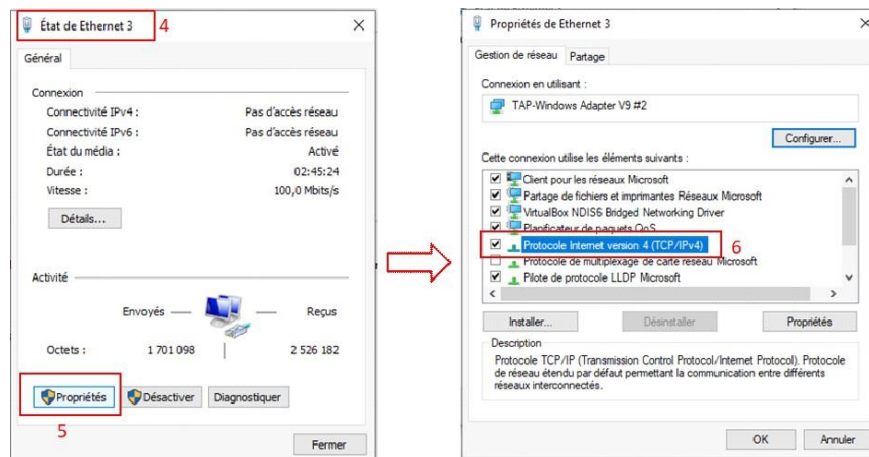 État de Ethernet 3
4
Général
Connexion
Connectivité IPv4 : Pas d'accès réseau
Connectivité IPv6 : Pas d'accès réseau
État du média : Activé
Durée : 02:45:24
Vitesse : 100,0 Mbits/s
Détails...
Activité
Envoyés — — Reçus
Octets : 1 701 098 2 526 182
Propriétés Désactiver Diagnostiquer
5
Fermer
Propriétés de Ethernet 3
Gestion de réseau Partage
Connexion en utilisant :
TAP-Windows Adapter V9 #2
Configurer...
Cette connexion utilise les éléments suivants :
Client pour les réseaux Microsoft
Partage de fichiers et imprimantes Réseaux Microsoft
VirtualBox NDIS6 Bridged Networking Driver
Planificateur de paquets QoS
Protocole Internet version 4 (TCP/IPv4)
6
Protocole de multiplexage de carte réseau Microsoft
Pilote de protocole LLDP Microsoft
Installer... Désinstaller Propriétés
Description
Protocole TCP/IP (Transmission Control Protocol/Internet Protocol). Protocole
de réseau étendu par défaut permettant la communication entre différents
réseaux interconnectés.
OK Annuler